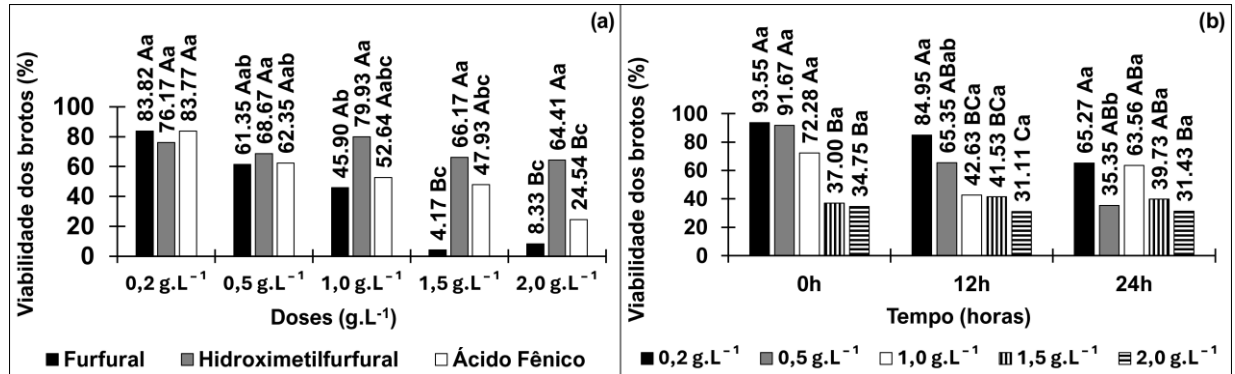 (a)
Viabilidade dos brotos (%)
100
80
60
40
20
0
83.82 Aa
76.17 Aa
83.77 Aa
61.35 Aab
68.67 Aa
62.35 Aab
45.90 Ab
79.93 Aa
52.64 Aabc
4.17 Bc
66.17 Aa
47.93 Abc
8.33 Bc
64.41 Aa
24.54 Bc
0,2 g.L⁻¹ 0,5 g.L⁻¹ 1,0 g.L⁻¹ 1,5 g.L⁻¹ 2,0 g.L⁻¹
Doses (g.L⁻¹)
Furfural Hidroximetilfurfural Ácido Fênico
(b)
Viabilidade dos brotos (%)
100
80
60
40
20
0
93.55 Aa
91.67 Aa
72.28 Aa
37.00 Ba
34.75 Ba
84.95 Aa
65.35 ABab
42.63 BCa
41.53 BCa
31.11 Ca
65.27 Aa
35.35 ABb
63.56 ABa
39.73 ABa
31.43 Ba
0h 12h 24h
Tempo (horas)
0,2 g.L⁻¹ 0,5 g.L⁻¹ 1,0 g.L⁻¹ 1,5 g.L⁻¹ 2,0 g.L⁻¹